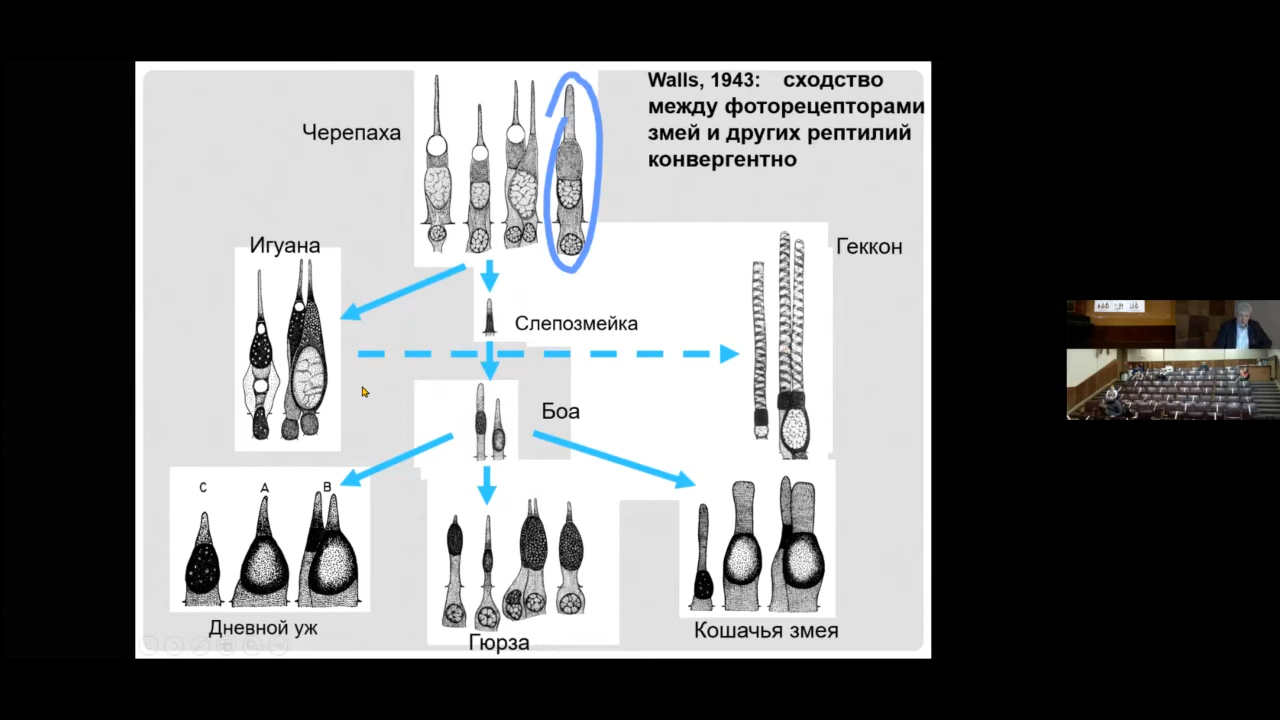 Walls, 1943: сходство
между фоторецепторами
змей и других рептилий
конвергентно
Черепаха
Игуана
Геккон
Слепозмейка
Боа
C A B
Дневной уж
Гюрза
Кошачья змея